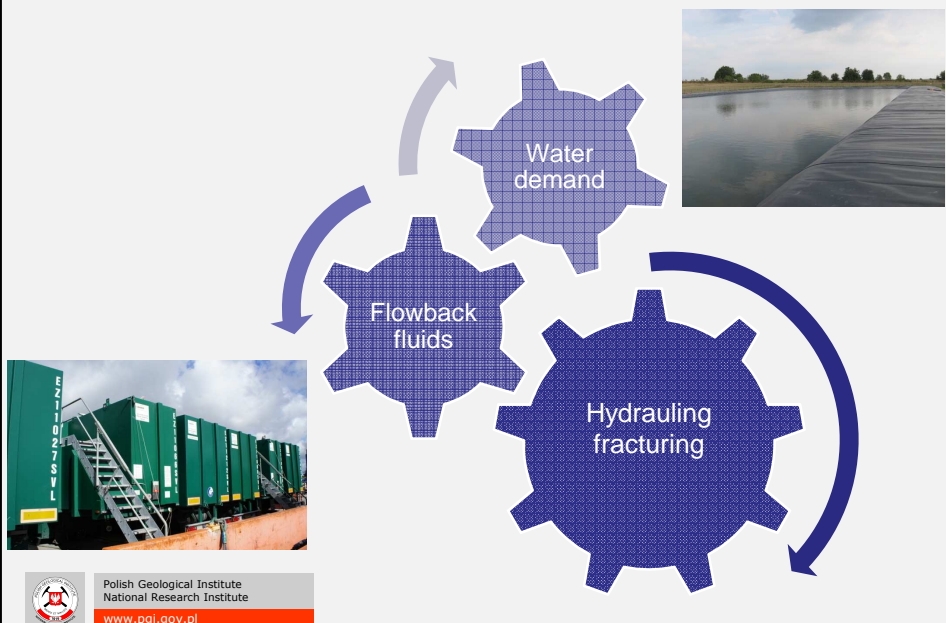 Water
demand
Flowback
fluids
Hydrauling
fracturing
EZ11027SVL
Polish Geological Institute
National Research Institute
www.pgi.gov.pl